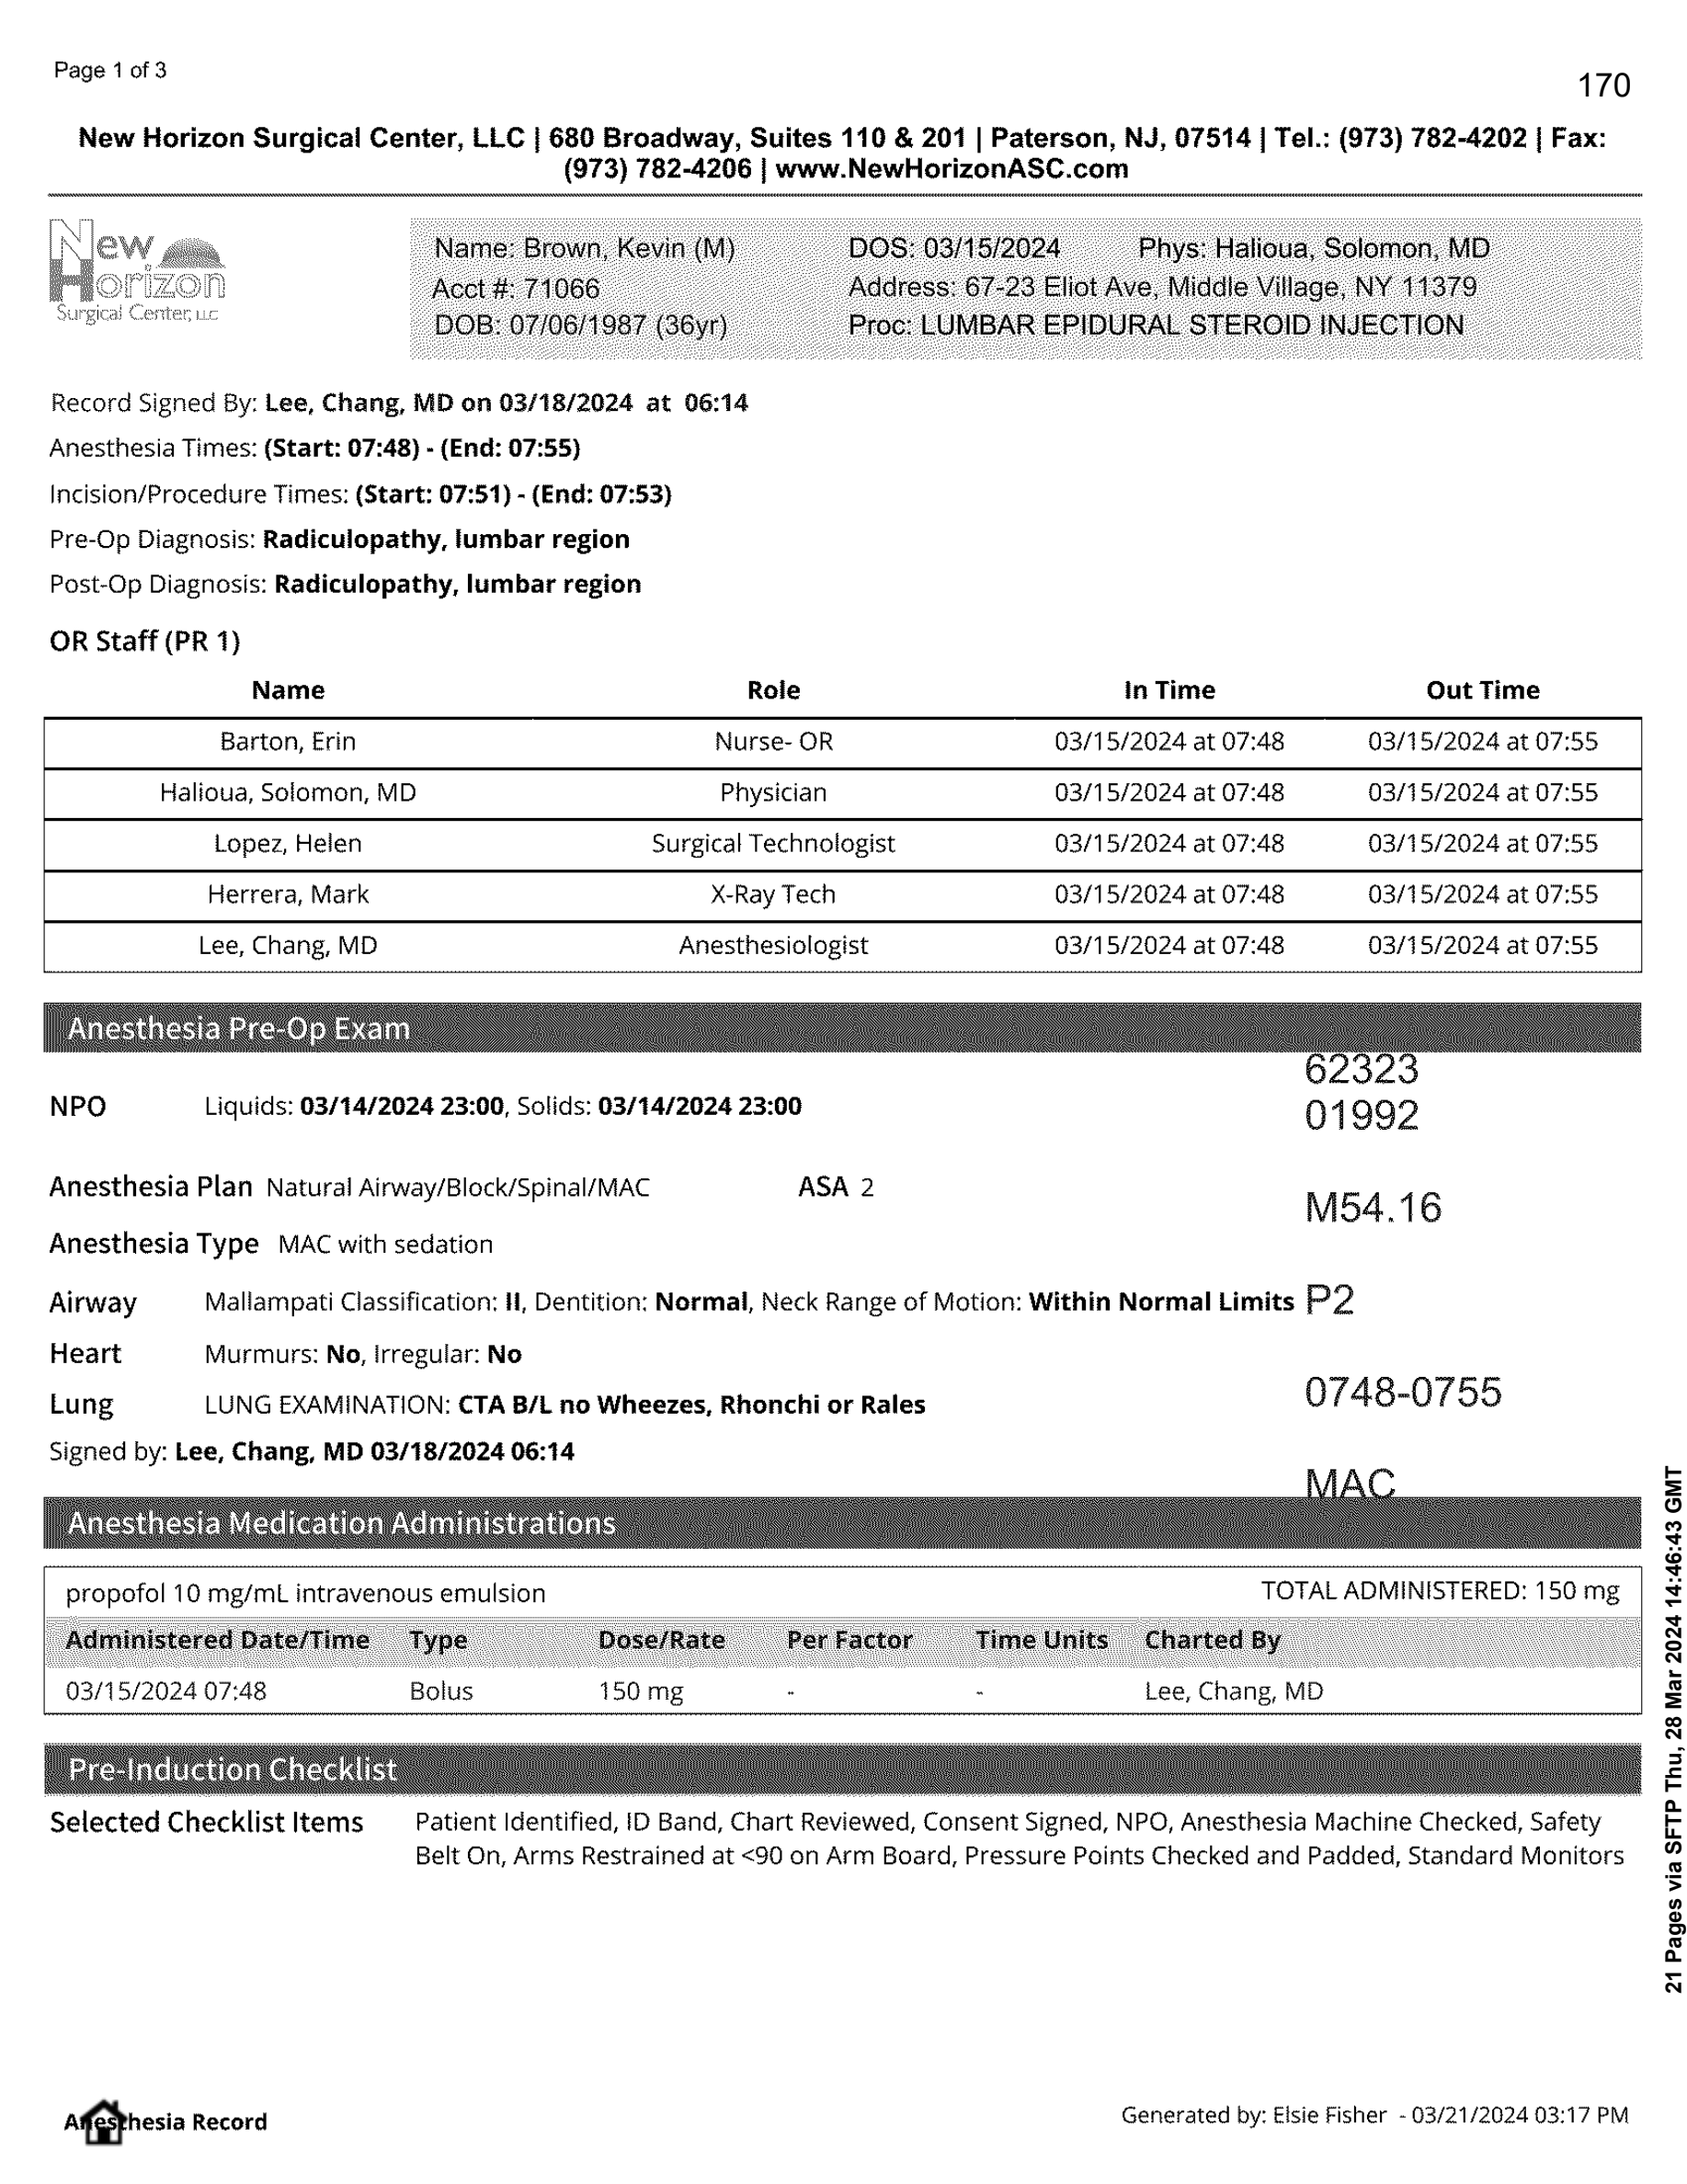 Page 1 of 3
170
New Horizon Surgical Center, LLC | 680 Broadway, Suites 110 & 201 | Paterson, NJ, 07514 | Tel.: (973) 782-4202 | Fax:
(973) 782-4206 | www.NewHorizonASC.com
New
Horizon
Surgical Center, LLC
Name: Brown, Kevin (M) DOS: 03/15/2024 Phys: Halioua, Solomon, MD
Acct #: 71066 Address: 67-23 Eliot Ave, Middle Village, NY 11379
DOB: 07/06/1987 (36yr) Proc: LUMBAR EPIDURAL STEROID INJECTION
Record Signed By: Lee, Chang, MD on 03/18/2024 at 06:14
Anesthesia Times: (Start: 07:48) - (End: 07:55)
Incision/Procedure Times: (Start: 07:51) - (End: 07:53)
Pre-Op Diagnosis: Radiculopathy, lumbar region
Post-Op Diagnosis: Radiculopathy, lumbar region
OR Staff (PR 1)
Name Role In Time Out Time
Barton, Erin Nurse- OR 03/15/2024 at 07:48 03/15/2024 at 07:55
Halioua, Solomon, MD Physician 03/15/2024 at 07:48 03/15/2024 at 07:55
Lopez, Helen Surgical Technologist 03/15/2024 at 07:48 03/15/2024 at 07:55
Herrera, Mark X-Ray Tech 03/15/2024 at 07:48 03/15/2024 at 07:55
Lee, Chang, MD Anesthesiologist 03/15/2024 at 07:48 03/15/2024 at 07:55
Anesthesia Pre-Op Exam
62323
NPO Liquids: 03/14/2024 23:00, Solids: 03/14/2024 23:00
01992
Anesthesia Plan Natural Airway/Block/Spinal/MAC ASA 2
M54.16
Anesthesia Type MAC with sedation
Airway Mallampati Classification: II, Dentition: Normal, Neck Range of Motion: Within Normal Limits P2
Heart Murmurs: No, Irregular: No
0748-0755
Lung LUNG EXAMINATION: CTA B/L no Wheezes, Rhonchi or Rales
Signed by: Lee, Chang, MD 03/18/2024 06:14
MAC
Anesthesia Medication Administrations
propofol 10 mg/mL intravenous emulsion TOTAL ADMINISTERED: 150 mg
Administered Date/Time Type Dose/Rate Per Factor Time Units Charted By
03/15/2024 07:48 Bolus 150 mg - - Lee, Chang, MD
Pre-Induction Checklist
Selected Checklist Items Patient Identified, ID Band, Chart Reviewed, Consent Signed, NPO, Anesthesia Machine Checked, Safety
Belt On, Arms Restrained at <90 on Arm Board, Pressure Points Checked and Padded, Standard Monitors
21 Pages via SFTP Thu, 28 Mar 2024 14:46:43 GMT
Anesthesia Record
Generated by: Elsie Fisher - 03/21/2024 03:17 PM